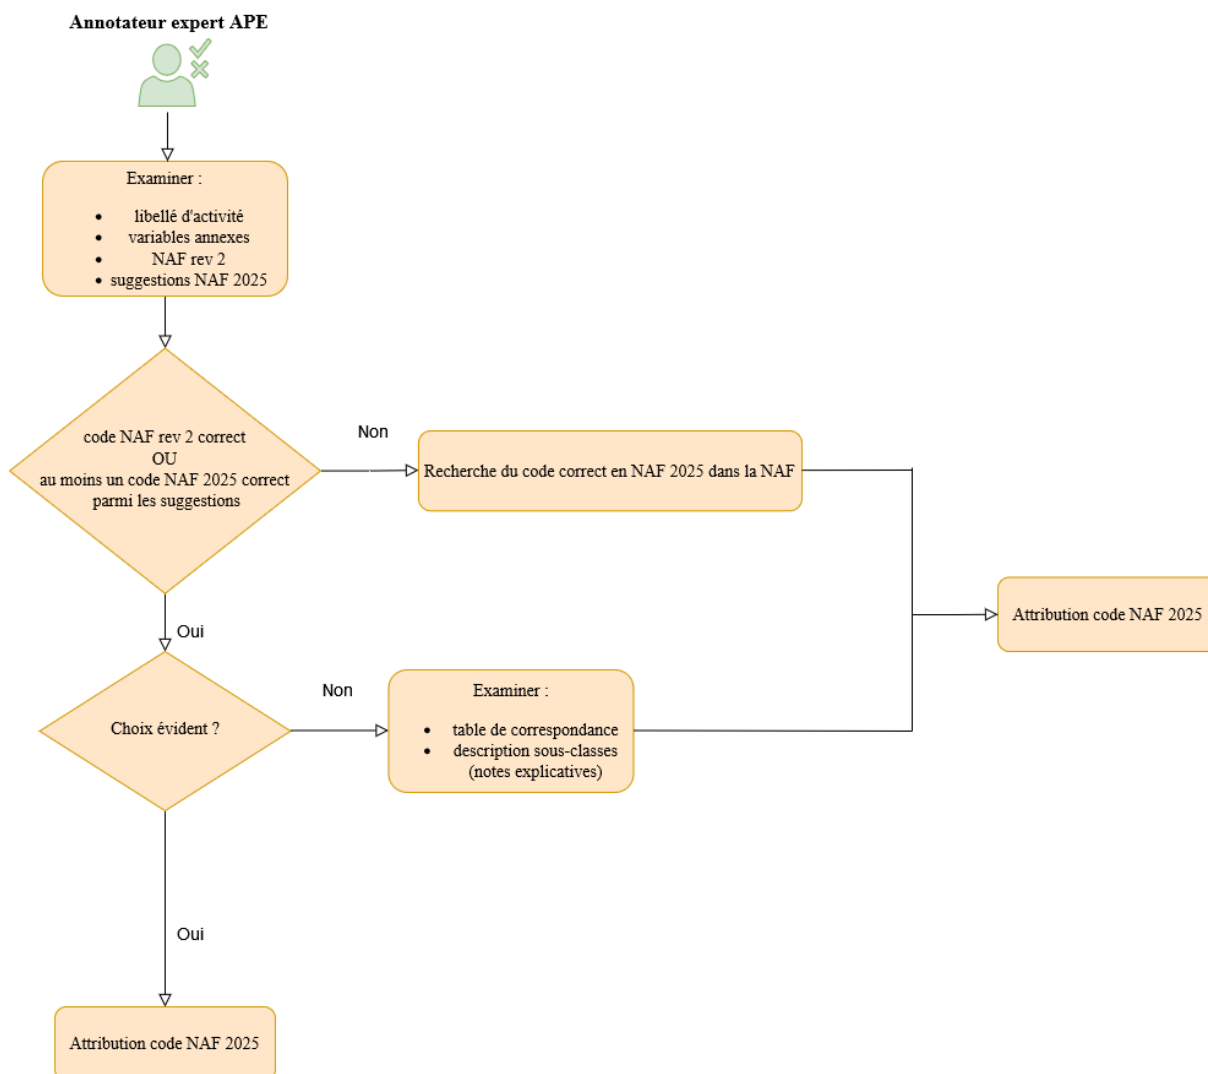 Annotateur expert APE
Examiner :
• libellé d'activité
• variables annexes
• NAF rev 2
• suggestions NAF 2025
code NAF rev 2 correct
OU
au moins un code NAF 2025 correct
parmi les suggestions
Non
Recherche du code correct en NAF 2025 dans la NAF
Attribution code NAF 2025
Oui
Choix évident ?
Non
Examiner :
• table de correspondance
• description sous-classes
(notes explicatives)
Oui
Attribution code NAF 2025